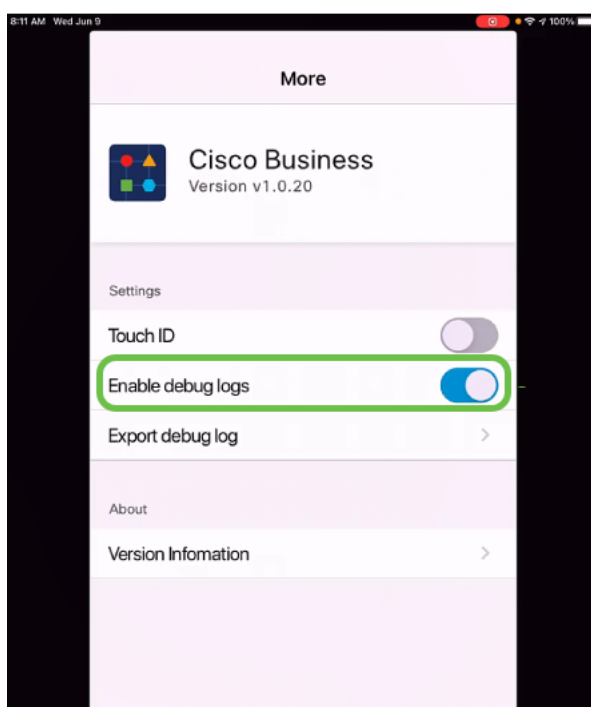 8:11 AM Wed Jun 9
100%
More
Cisco Business
Version v1.0.20
Settings
Touch ID
Enable debug logs
Export debug log
About
Version Infomation